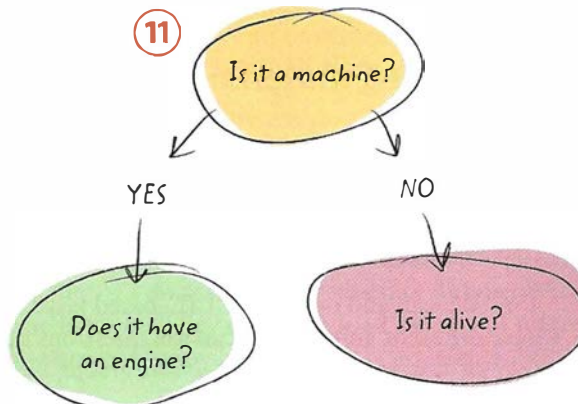 11
Is it a machine?
YES
NO
Does it have
an engine?
Is it alive?